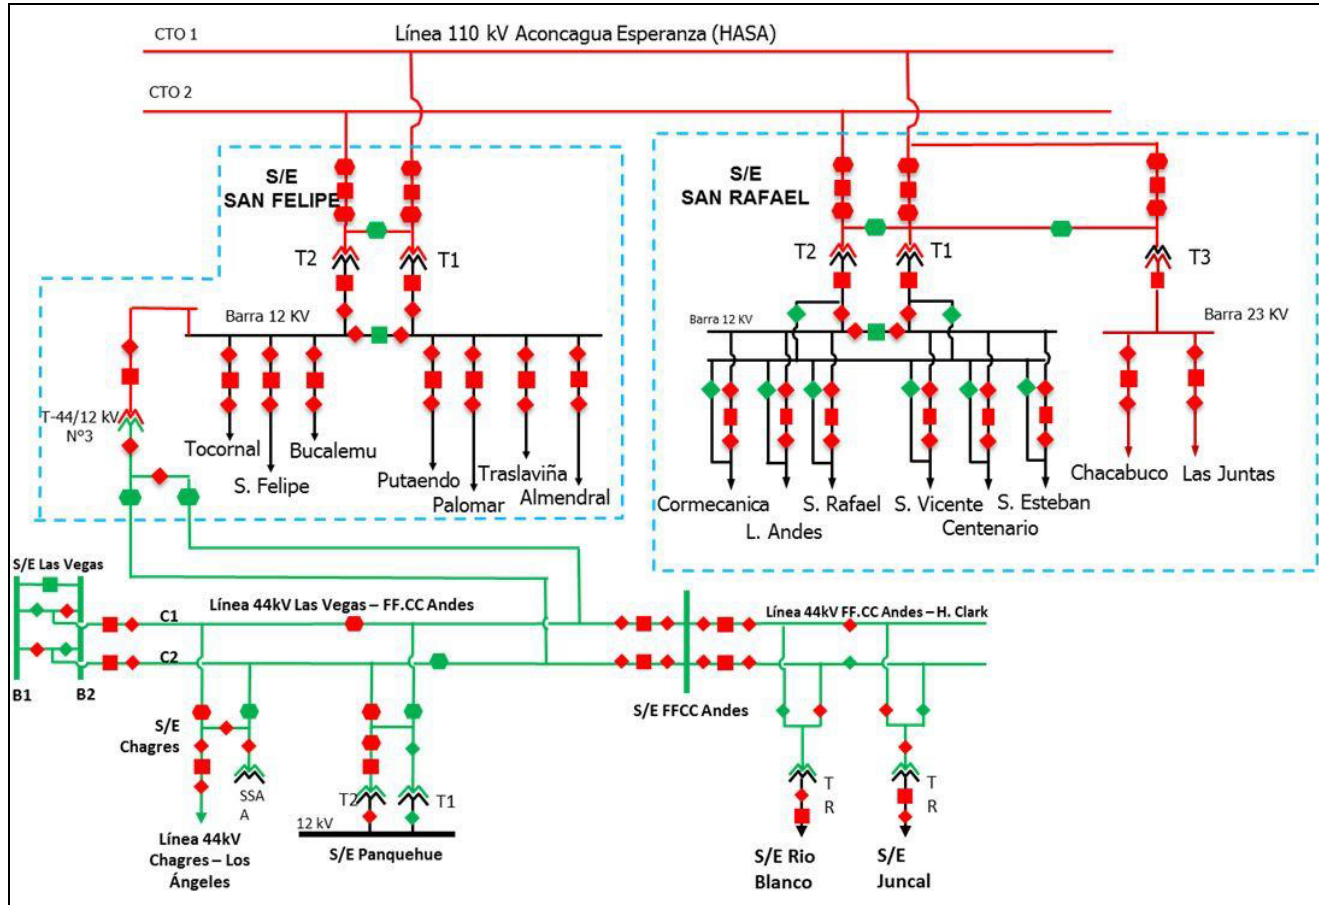 CTO 1
Línea 110 kV Aconcagua Esperanza (HASA)
CTO 2
S/E
SAN FELIPE
S/E
SAN RAFAEL
T2
T1
T2
T1
T3
Barra 12 KV
Barra 12 KV
Barra 23 KV
T-44/12 kV
Nº3
Tocornal
S. Felipe
Bucalemu
Putaendo
Palomar
Traslaviña
Almendral
Cormecanica
L. Andes
S. Rafael
S. Vicente
Centenario
S. Esteban
Chacabuco
Las Juntas
S/E Las Vegas
C1
Línea 44kV Las Vegas – FF.CC Andes
Línea 44kV FF.CC Andes – H. Clark
C2
B1
B2
S/E FFCC Andes
S/E
Chagres
SSA
A
T2
T1
12 kV
S/E Panquehue
Línea 44kV
Chagres – Los
Ángeles
T
R
T
R
S/E Rio
Blanco
S/E
Juncal